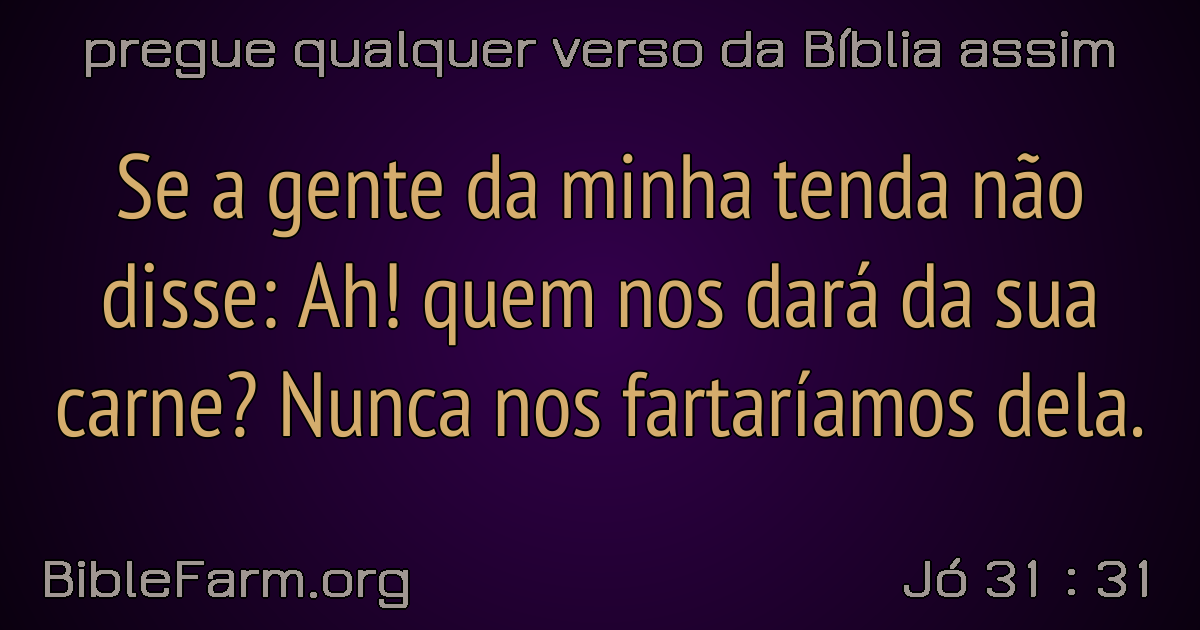 pregue qualquer verso da Bíblia assim
Se a gente da minha tenda não
disse: Ah! quem nos dará da sua
carne? Nunca nos fartaríamos dela.
BibleFarm.org
Jó 31 : 31